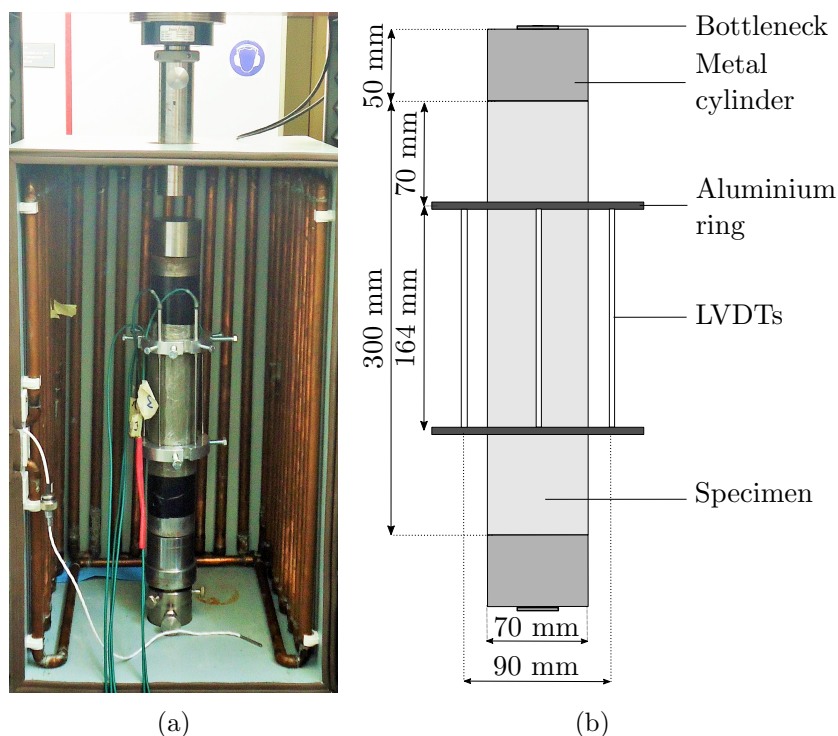 Bottleneck
Metal
cylinder
Aluminium
ring
LVDTs
Specimen
50 mm
70 mm
300 mm
164 mm
70 mm
90 mm
(a)
(b)